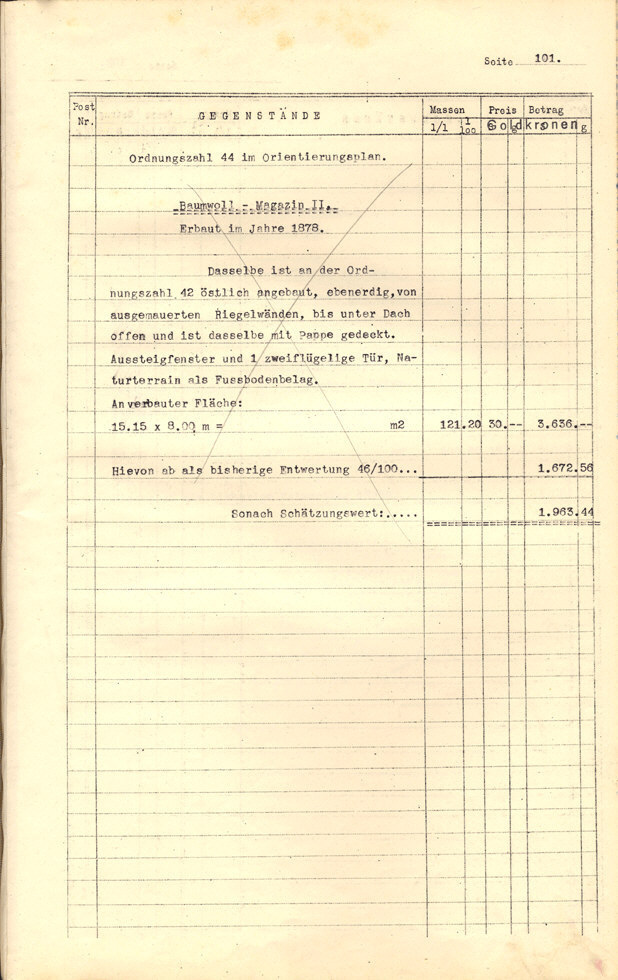 Seite 101.
Post Nr. GEGENSTÄNDE Massen Preis Betrag
1/1 1/100 Goldkronen g
Ordnungszahl 44 im Orientierungsplan.
Baumwoll - Magazin II.
Erbaut im Jahre 1878.
Dasselbe ist an der Ord-
nungszahl 42 östlich angebaut, ebenerdig, von
ausgemauerten Riegelwänden, bis unter Dach
offen und ist dasselbe mit Pappe gedeckt.
Aussteigfenster und 1 zweiflügelige Tür, Na-
turterrain als Fussbodenbelag.
An verbauter Fläche:
15.15 x 8.00 m = m2 121.20 30.-- 3.636.--
Hievon ab als bisherige Entwertung 46/100... 1.672.56
Sonach Schätzungswert:..... 1.963.44